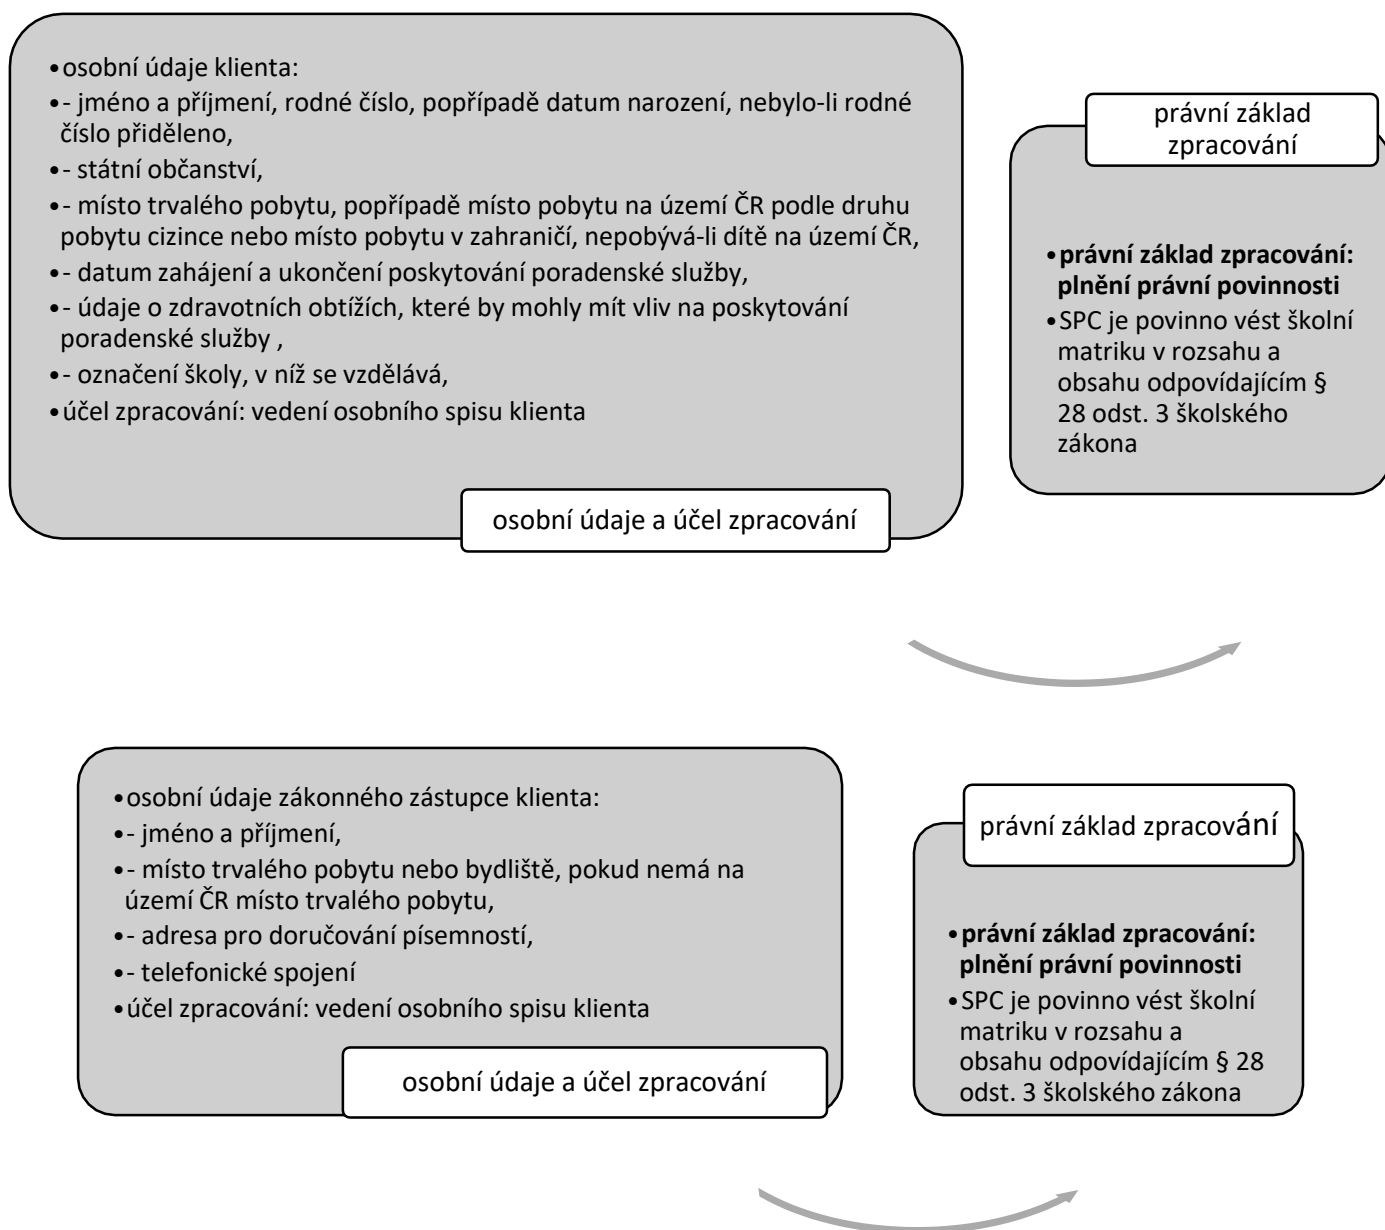 •osobní údaje klienta:
•- jméno a příjmení, rodné číslo, popřípadě datum narození, nebylo-li rodné
číslo přiděleno,
•- státní občanství,
•- místo trvalého pobytu, popřípadě místo pobytu na území ČR podle druhu
pobytu cizince nebo místo pobytu v zahraničí, nepobývá-li dítě na území ČR,
•- datum zahájení a ukončení poskytování poradenské služby,
•- údaje o zdravotních obtížích, které by mohly mít vliv na poskytování
poradenské služby ,
•- označení školy, v níž se vzdělává,
•účel zpracování: vedení osobního spisu klienta
osobní údaje a účel zpracování
právní základ
zpracování
•právní základ zpracování:
plnění právní povinnosti
•SPC je povinno vést školní
matriku v rozsahu a
obsahu odpovídajícím §
28 odst. 3 školského
zákona
•osobní údaje zákonného zástupce klienta:
•- jméno a příjmení,
•- místo trvalého pobytu nebo bydliště, pokud nemá na
území ČR místo trvalého pobytu,
•- adresa pro doručování písemností,
•- telefonické spojení
•účel zpracování: vedení osobního spisu klienta
osobní údaje a účel zpracování
právní základ zpracování
•právní základ zpracování:
plnění právní povinnosti
•SPC je povinno vést školní
matriku v rozsahu a
obsahu odpovídajícím § 28
odst. 3 školského zákona